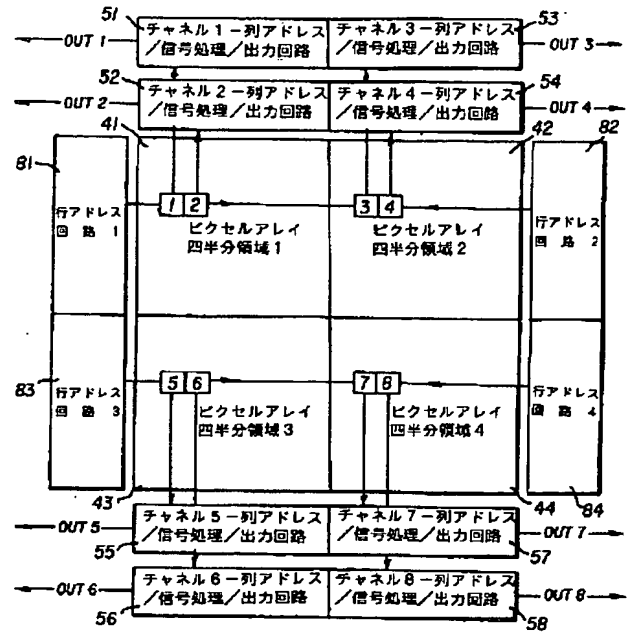 51
53
OUT 1
チャネル1ー列アドレス
/信号処理/出力回路
チャネル3ー列アドレス
/信号処理/出力回路
OUT 3
52
54
OUT 2
チャネル2ー列アドレス
/信号処理/出力回路
チャネル4ー列アドレス
/信号処理/出力回路
OUT 4
81
41
42
82
行アドレス
回路1
1 2
ピクセルアレイ
四半分領域1
3 4
ピクセルアレイ
四半分領域2
行アドレス
回路2
83
行アドレス
回路3
5 6
ピクセルアレイ
四半分領域3
7 8
ピクセルアレイ
四半分領域4
行アドレス
回路4
43
44
84
OUT 5
チャネル5ー列アドレス
/信号処理/出力回路
チャネル7ー列アドレス
/信号処理/出力回路
OUT 7
55
57
OUT 6
チャネル6ー列アドレス
/信号処理/出力回路
チャネル8ー列アドレス
/信号処理/出力回路
OUT 8
56
58